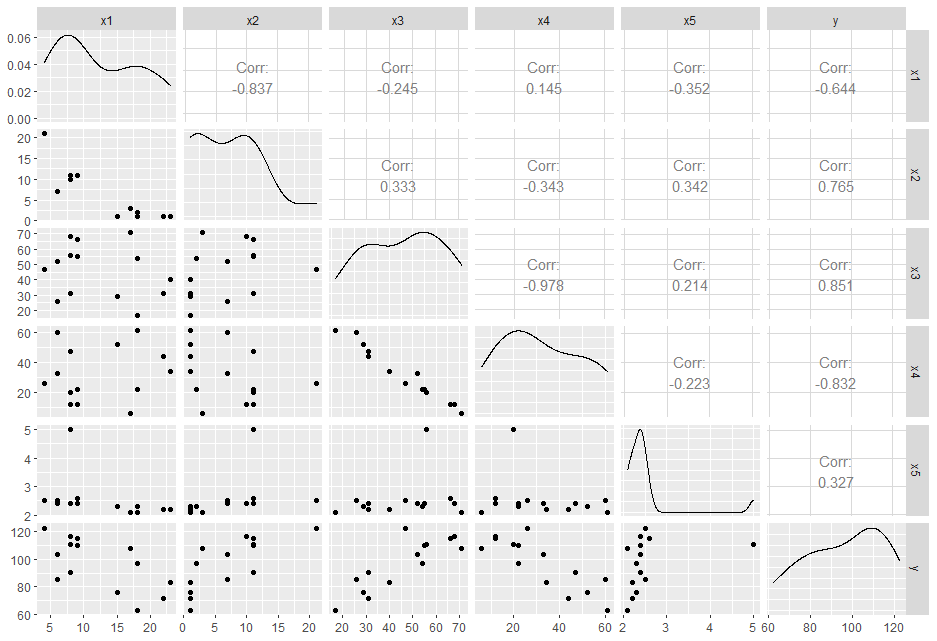 x1 x2 x3 x4 x5 y
0.06
0.04
0.02
0.00
Corr:
-0.837
Corr:
-0.245
Corr:
0.145
Corr:
-0.352
Corr:
-0.644
x1
20
15
10
5
0
Corr:
0.333
Corr:
-0.343
Corr:
0.342
Corr:
0.765
x2
70
60
50
40
30
20
Corr:
-0.978
Corr:
0.214
Corr:
0.851
x3
60
40
20
Corr:
-0.223
Corr:
-0.832
x4
5
4
3
2
Corr:
0.327
x5
120
100
80
60
y
5 10 15 20 0 5 10 15 20 20 30 40 50 60 70 20 40 60 2 3 4 5 60 80 100 120